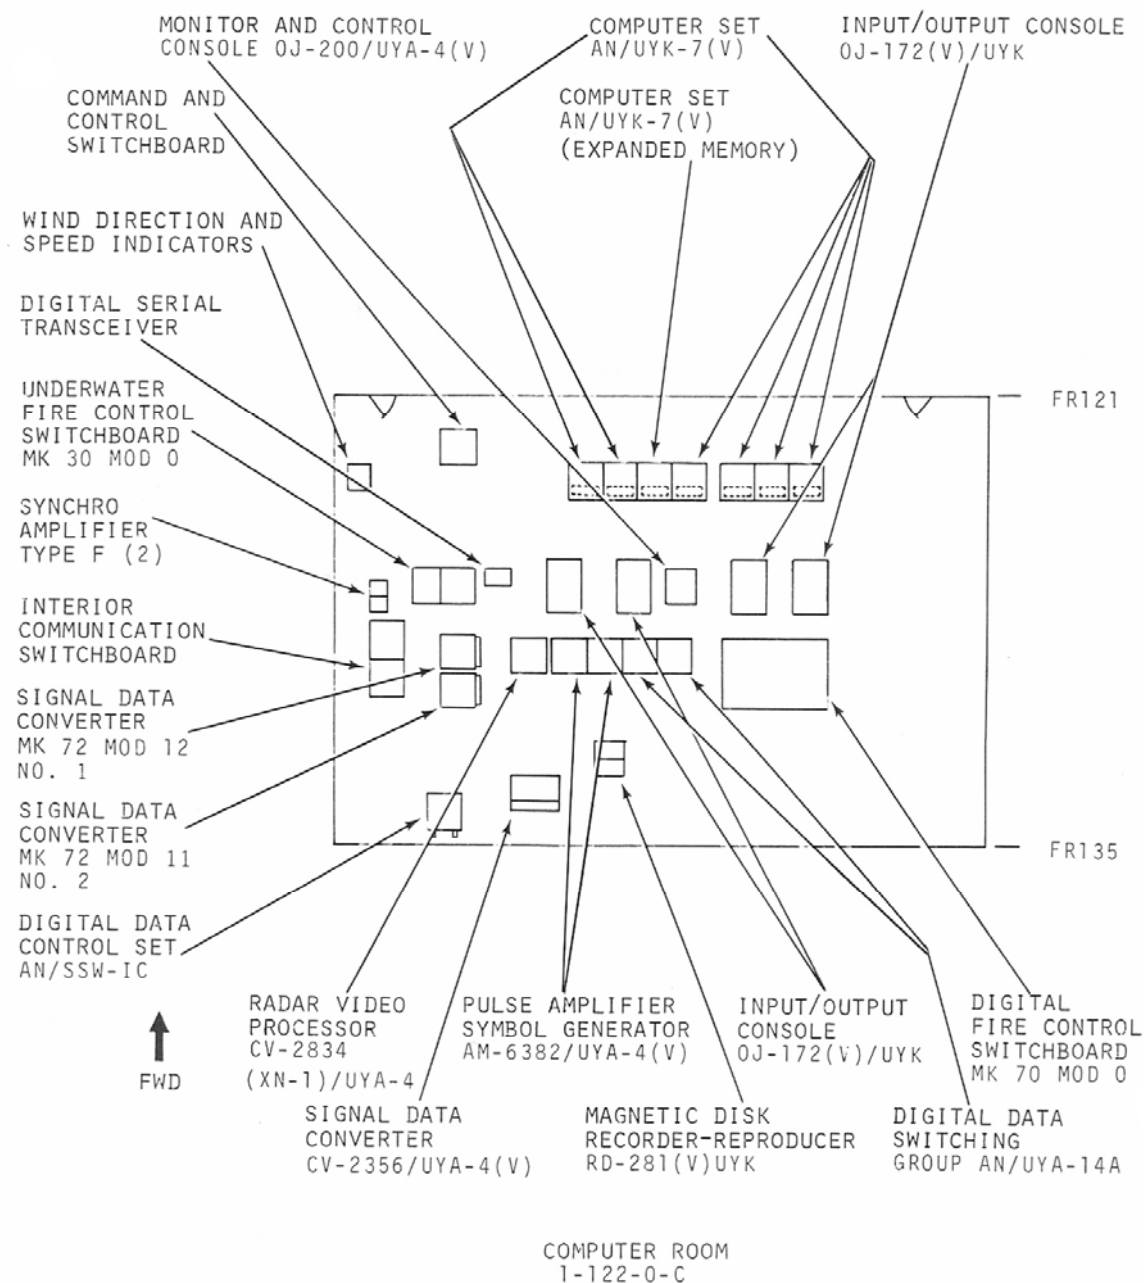 MONITOR AND CONTROL
CONSOLE OJ-200/UYA-4(V)
COMPUTER SET
AN/UYK-7(V)
INPUT/OUTPUT CONSOLE
OJ-172(V)/UYK
COMMAND AND
CONTROL
SWITCHBOARD
COMPUTER SET
AN/UYK-7(V)
(EXPANDED MEMORY)
WIND DIRECTION AND
SPEED INDICATORS
DIGITAL SERIAL
TRANSCEIVER
UNDERWATER
FIRE CONTROL
SWITCHBOARD
MK 30 MOD 0
FR121
SYNCHRO
AMPLIFIER
TYPE F (2)
INTERIOR
COMMUNICATION
SWITCHBOARD
SIGNAL DATA
CONVERTER
MK 72 MOD 12
NO. 1
SIGNAL DATA
CONVERTER
MK 72 MOD 11
NO. 2
FR135
DIGITAL DATA
CONTROL SET
AN/SSW-IC
FWD
RADAR VIDEO
PROCESSOR
CV-2834
(XN-1)/UYA-4
PULSE AMPLIFIER
SYMBOL GENERATOR
AM-6382/UYA-4(V)
INPUT/OUTPUT
CONSOLE
OJ-172(V)/UYK
DIGITAL
FIRE CONTROL
SWITCHBOARD
MK 70 MOD 0
SIGNAL DATA
CONVERTER
CV-2356/UYA-4(V)
MAGNETIC DISK
RECORDER-REPRODUCER
RD-281(V)UYK
DIGITAL DATA
SWITCHING
GROUP AN/UYA-14A
COMPUTER ROOM
1-122-0-C